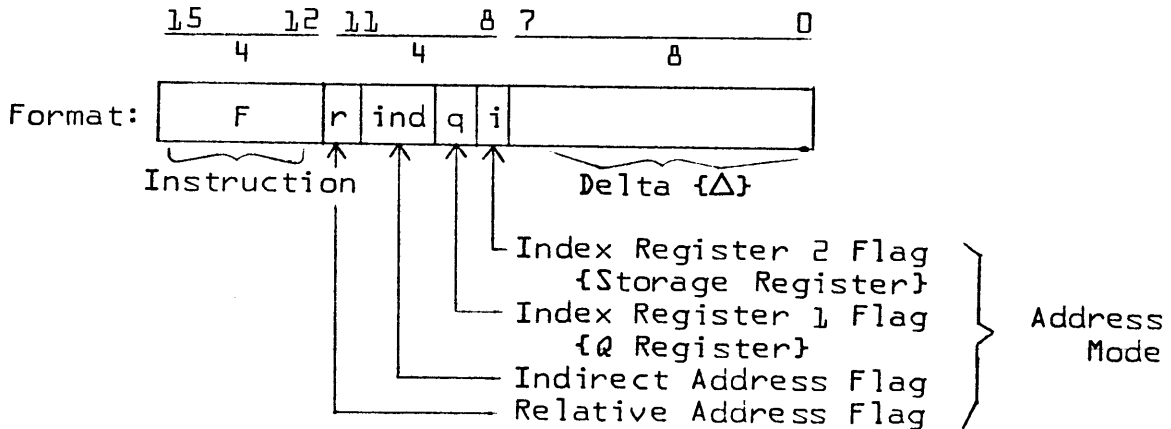 15 12 11 8 7 0
4 4 8
Format: F r ind q i
Instruction Delta {Δ}
Index Register 2 Flag
{Storage Register}
Index Register 1 Flag
{Q Register}
Address
Mode
Indirect Address Flag
Relative Address Flag